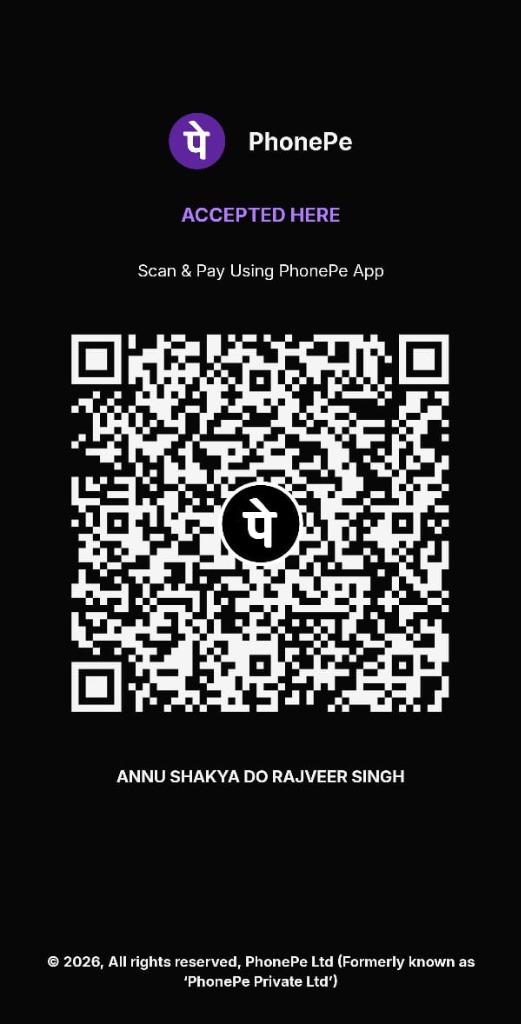 पे PhonePe
ACCEPTED HERE
Scan & Pay Using PhonePe App
पे
ANNU SHAKYA DO RAJVEER SINGH
© 2026, All rights reserved, PhonePe Ltd (Formerly known as
‘PhonePe Private Ltd’)